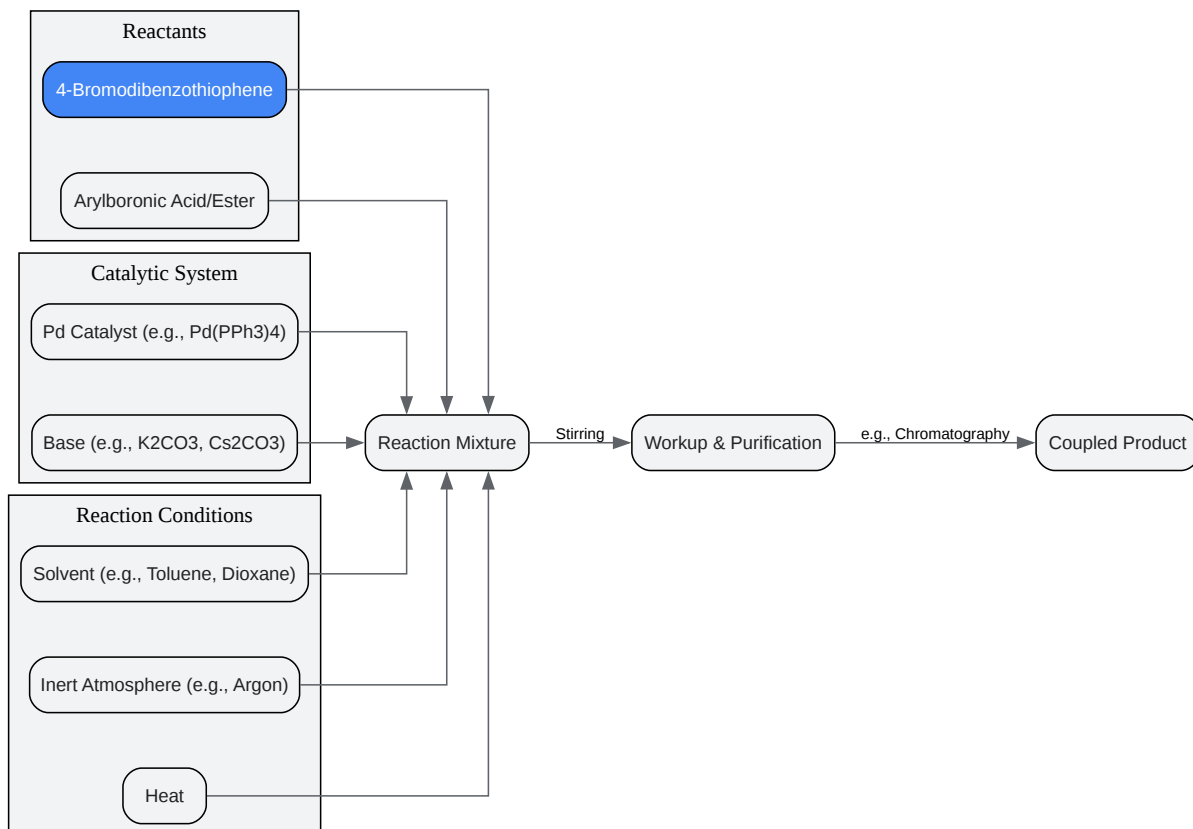 Reactants
4-Bromodibenzothiophene
Arylboronic Acid/Ester
Catalytic System
Pd Catalyst (e.g., Pd(PPh3)4)
Base (e.g., K2CO3, Cs2CO3)
Reaction Conditions
Solvent (e.g., Toluene, Dioxane)
Inert Atmosphere (e.g., Argon)
Heat
Reaction Mixture
Stirring
Workup & Purification
e.g., Chromatography
Coupled Product